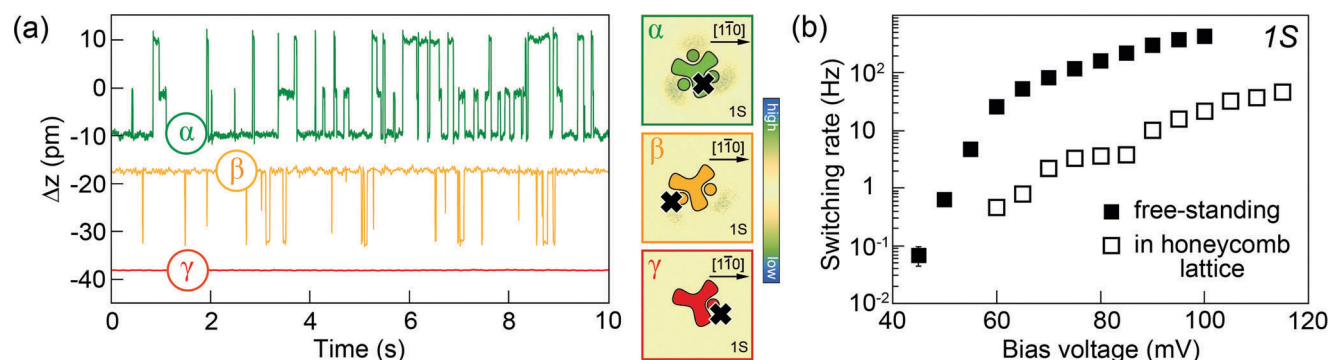 (a)
Δz (pm)
10
0
-10
-20
-30
-40
α
β
γ
0 2 4 6 8 10
Time (s)
α
[11̅0]
1S
β
[11̅0]
1S
γ
[11̅0]
1S
high
low
(b)
1S
Switching rate (Hz)
10²
10
1
10⁻¹
10⁻²
free-standing
in honeycomb
lattice
40 60 80 100 120
Bias voltage (mV)